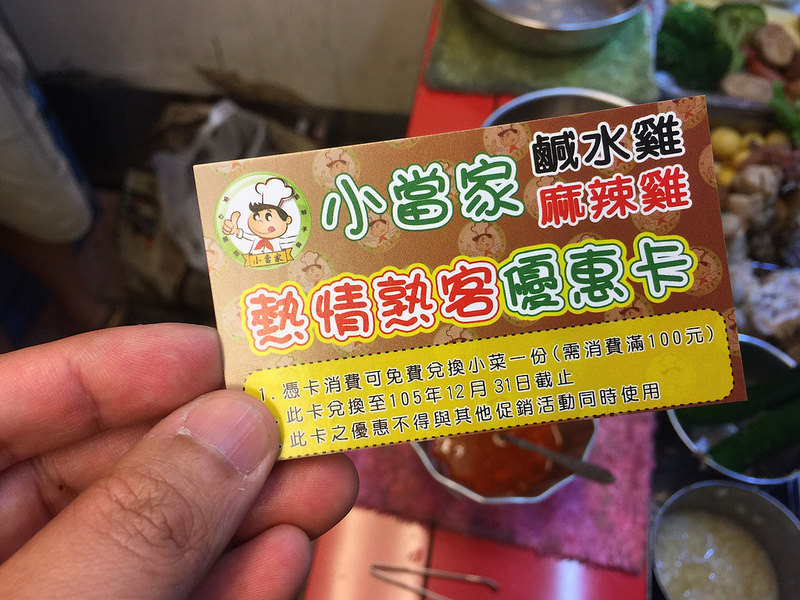 小當家
鹹水雞
麻辣雞
小當家
熱情熟客優惠卡
1.憑卡消費可免費兌換小菜一份(需消費滿100元)
此卡兌換至105年12月31日截止
此卡之優惠不得與其他促銷活動同時使用